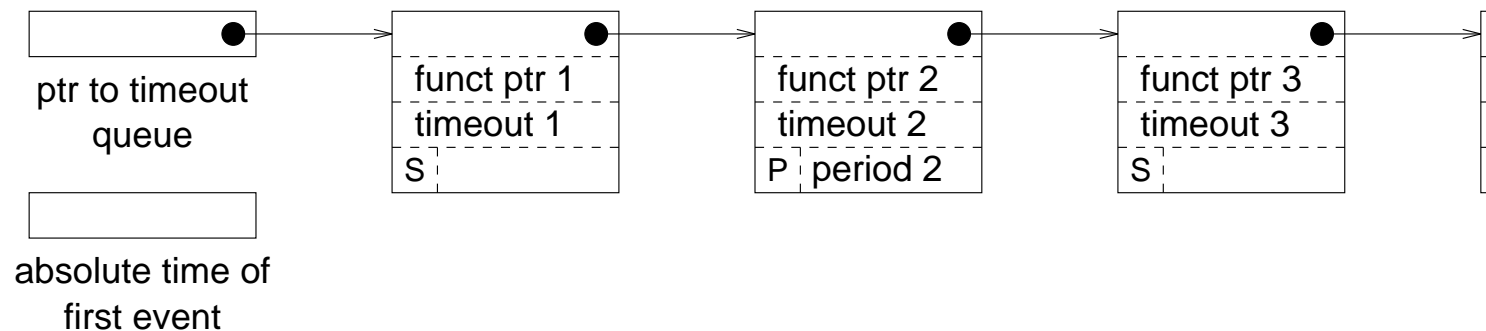 ptr to timeout
queue
absolute time of
first event
funct ptr 1
timeout 1
S
funct ptr 2
timeout 2
P period 2
funct ptr 3
timeout 3
S